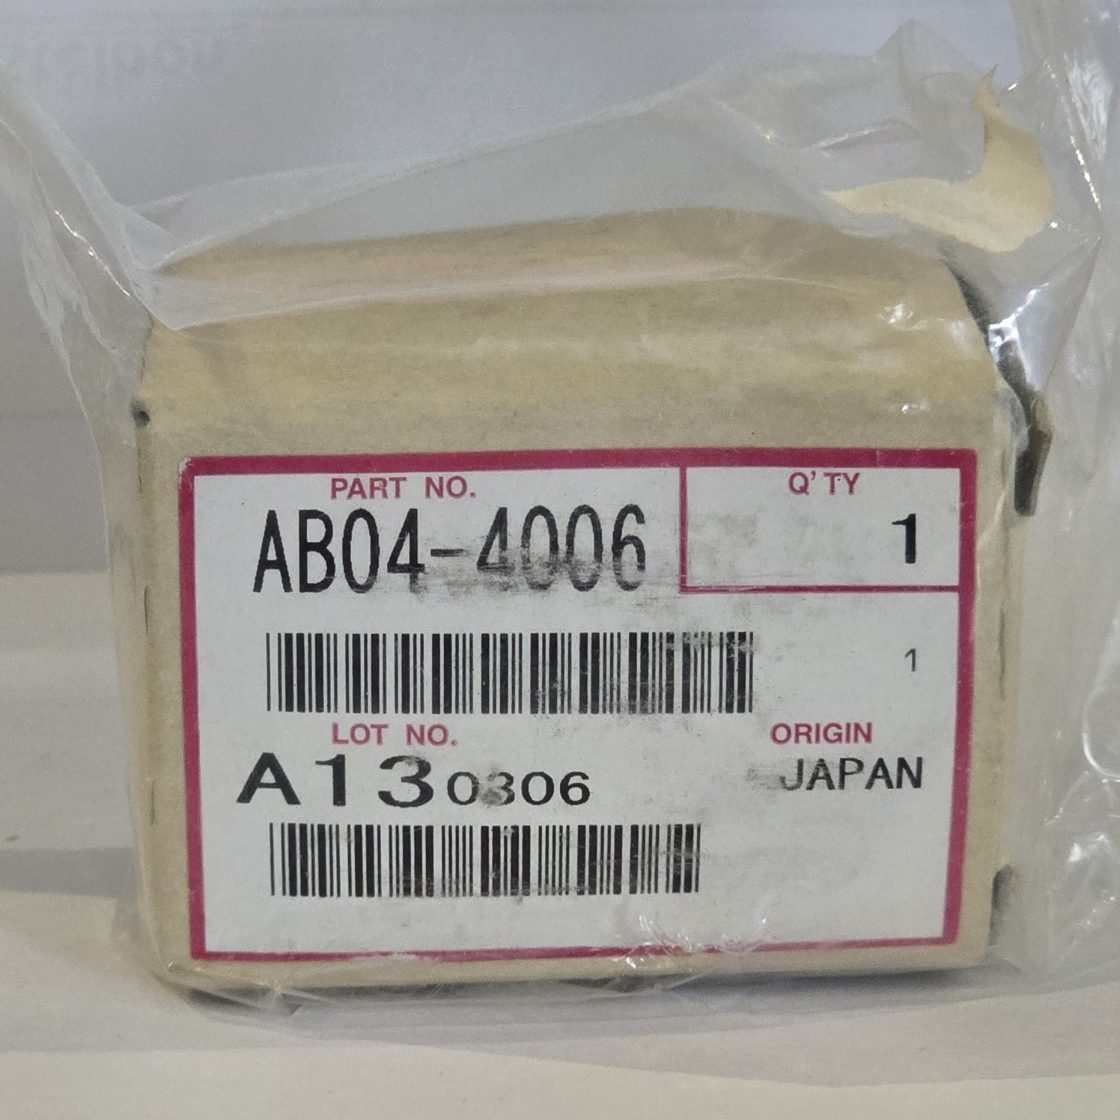 PART NO.
Q'TY
AB04-4006
1
1
LOT NO.
ORIGIN
A130306
JAPAN